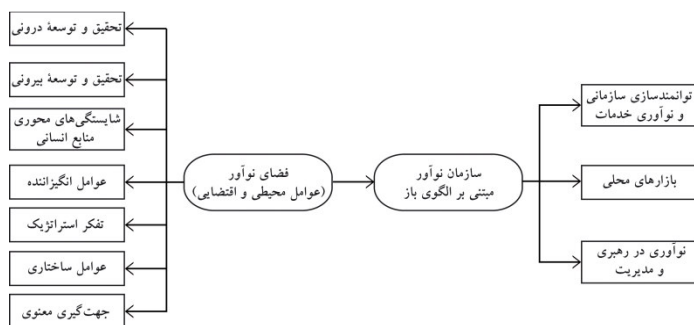 تحقیق و توسعهٔ درونی
تحقیق و توسعهٔ بیرونی
شایستگی‌های محوری
منابع انسانی
عوامل انگیزاننده
تفکر استراتژیک
عوامل ساختاری
جهت‌گیری معنوی
فضای نوآور
(عوامل محیطی و اقتضایی)
سازمان نوآور
مبتنی بر الگوی باز
توانمندسازی سازمانی
و نوآوری خدمات
بازارهای محلی
نوآوری در رهبری
و مدیریت